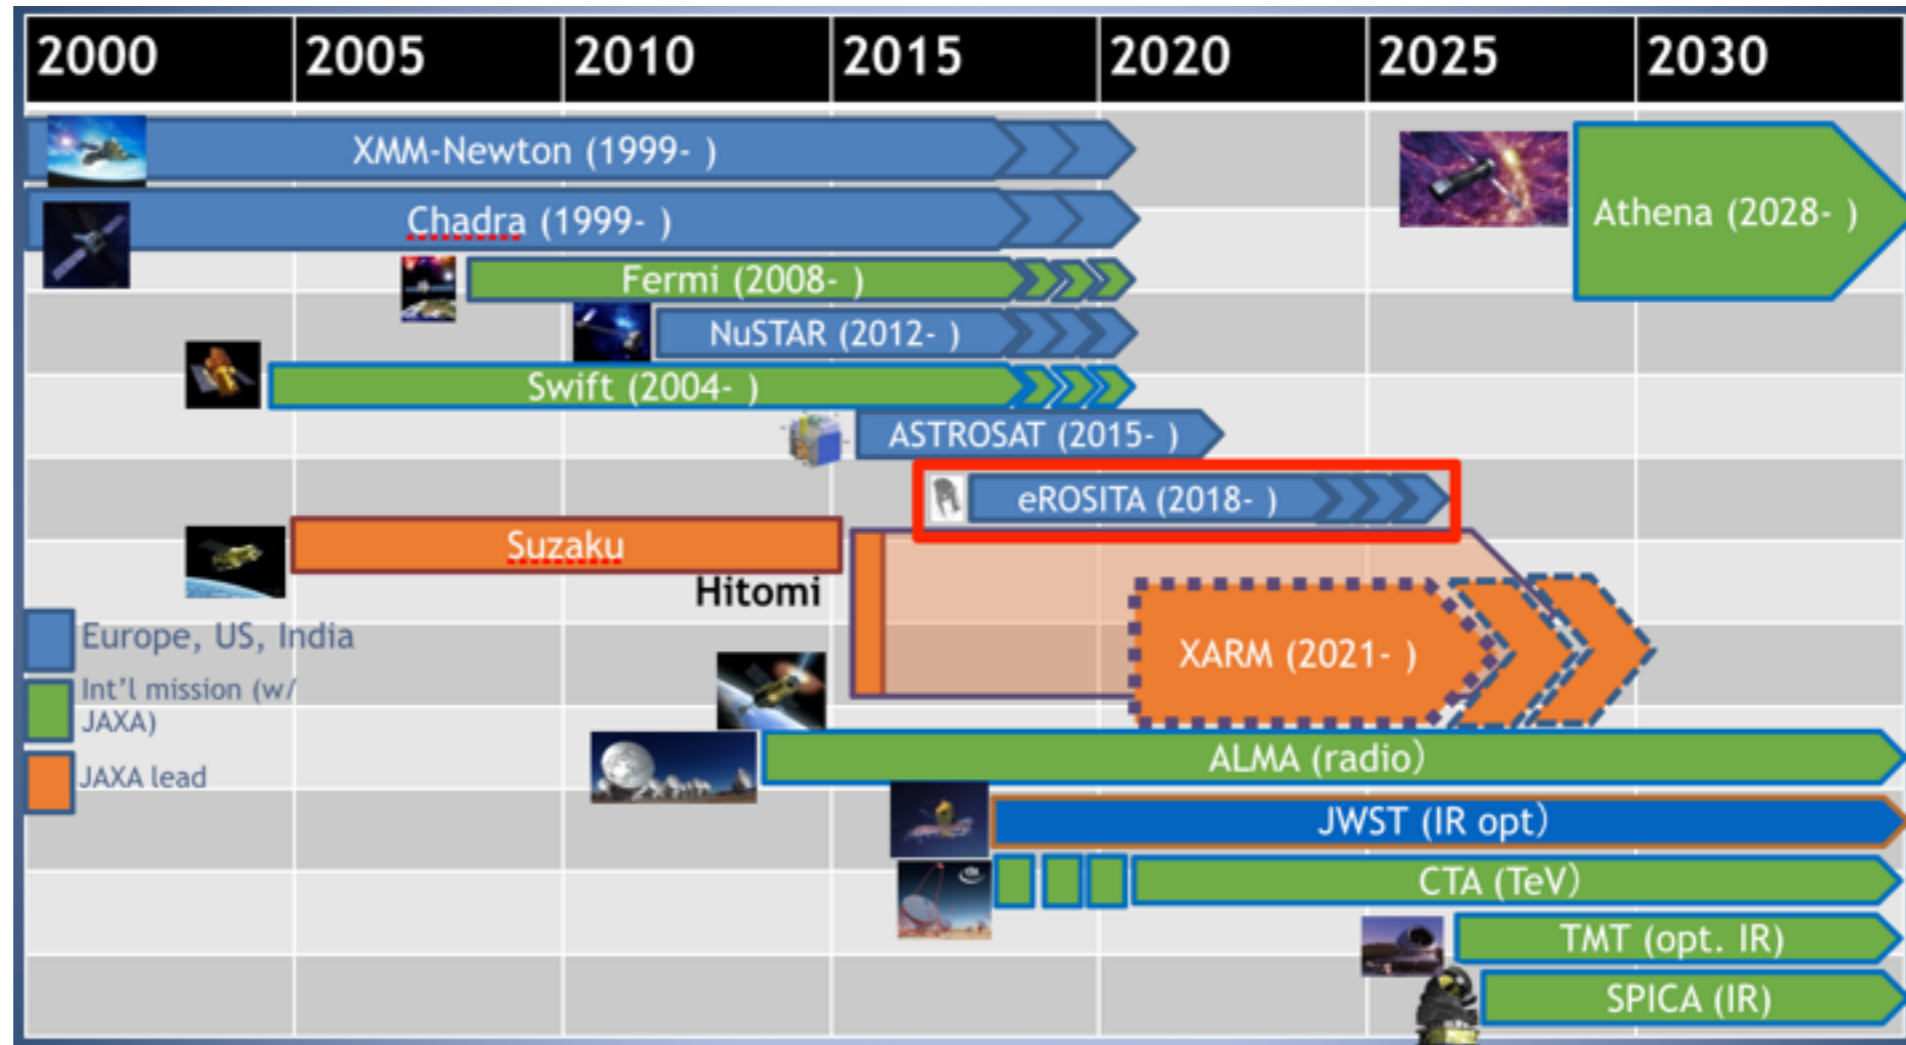 2000 2005 2010 2015 2020 2025 2030
XMM-Newton (1999- )
Chadra (1999- )
Athena (2028- )
Fermi (2008- )
NuSTAR (2012- )
Swift (2004- )
ASTROSAT (2015- )
eROSITA (2018- )
Suzaku
Hitomi
XARM (2021- )
Europe, US, India
Int'l mission (w/
JAXA)
JAXA lead
ALMA (radio)
JWST (IR opt)
CTA (TeV)
TMT (opt. IR)
SPICA (IR)